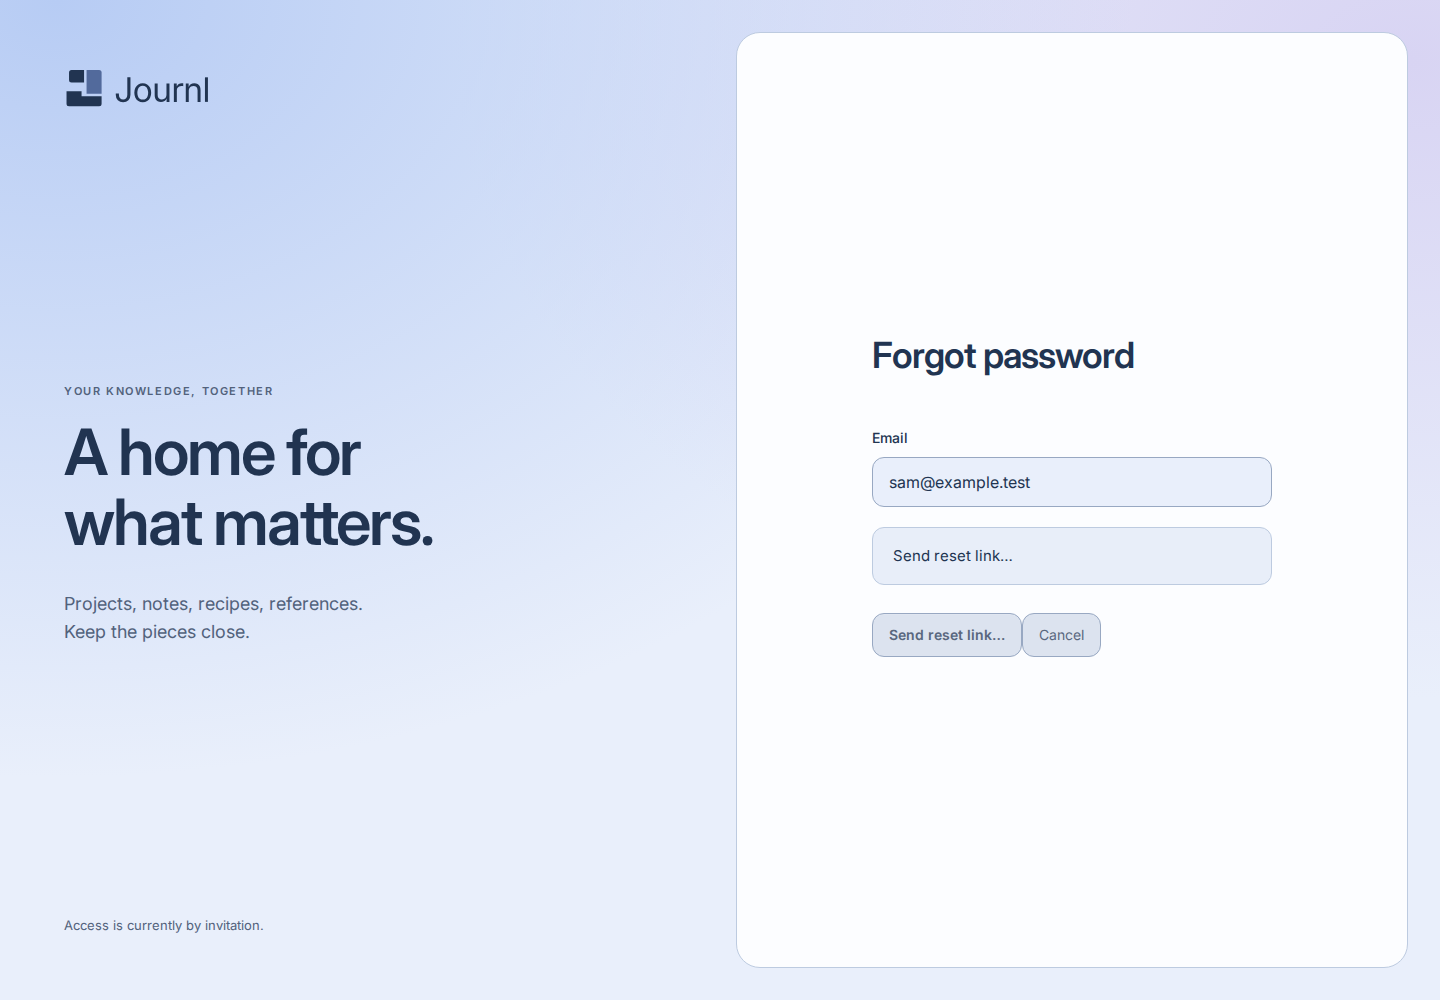 Journl
YOUR KNOWLEDGE, TOGETHER
A home for
what matters.
Projects, notes, recipes, references.
Keep the pieces close.
Access is currently by invitation.
Forgot password
Email
sam@example.test
Send reset link...
Send reset link...
Cancel